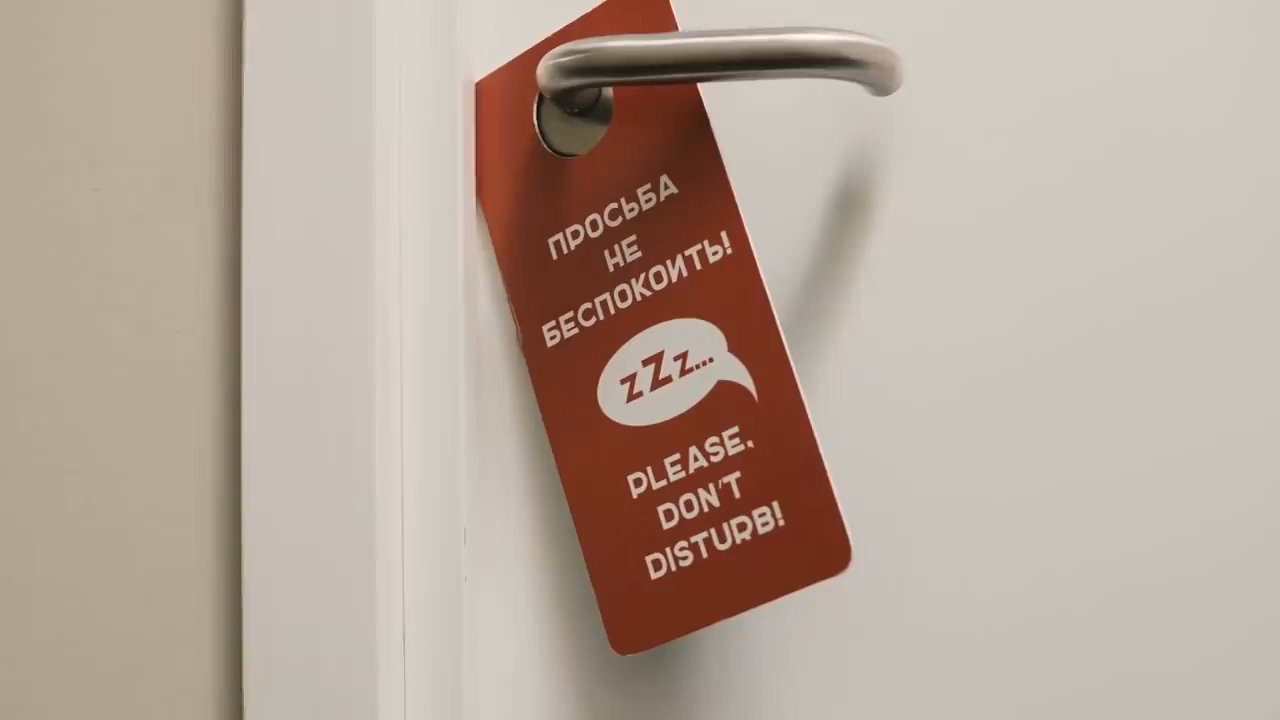 ПРОСЬБА
НЕ
БЕСПОКОИТЬ!
zZz...
PLEASE,
DON'T
DISTURB!